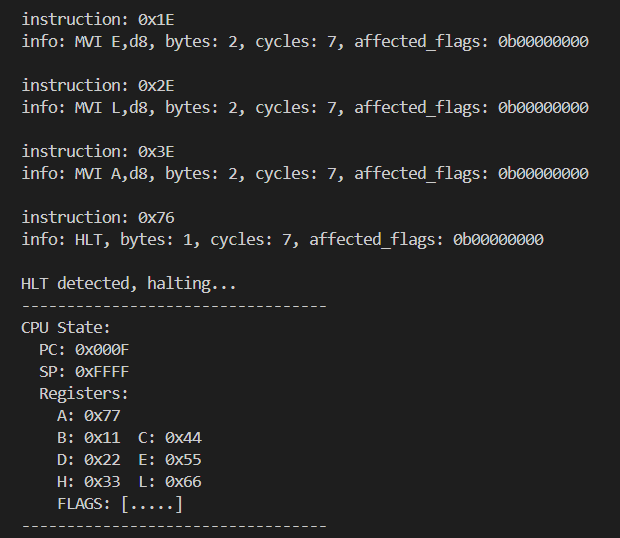 instruction: 0x1E
info: MVI E,d8, bytes: 2, cycles: 7, affected_flags: 0b00000000
instruction: 0x2E
info: MVI L,d8, bytes: 2, cycles: 7, affected_flags: 0b00000000
instruction: 0x3E
info: MVI A,d8, bytes: 2, cycles: 7, affected_flags: 0b00000000
instruction: 0x76
info: HLT, bytes: 1, cycles: 7, affected_flags: 0b00000000
HLT detected, halting...
----------------------------------
CPU State:
  PC: 0x000F
  SP: 0xFFFF
  Registers:
    A: 0x77
    B: 0x11  C: 0x44
    D: 0x22  E: 0x55
    H: 0x33  L: 0x66
    FLAGS: [.....]
----------------------------------